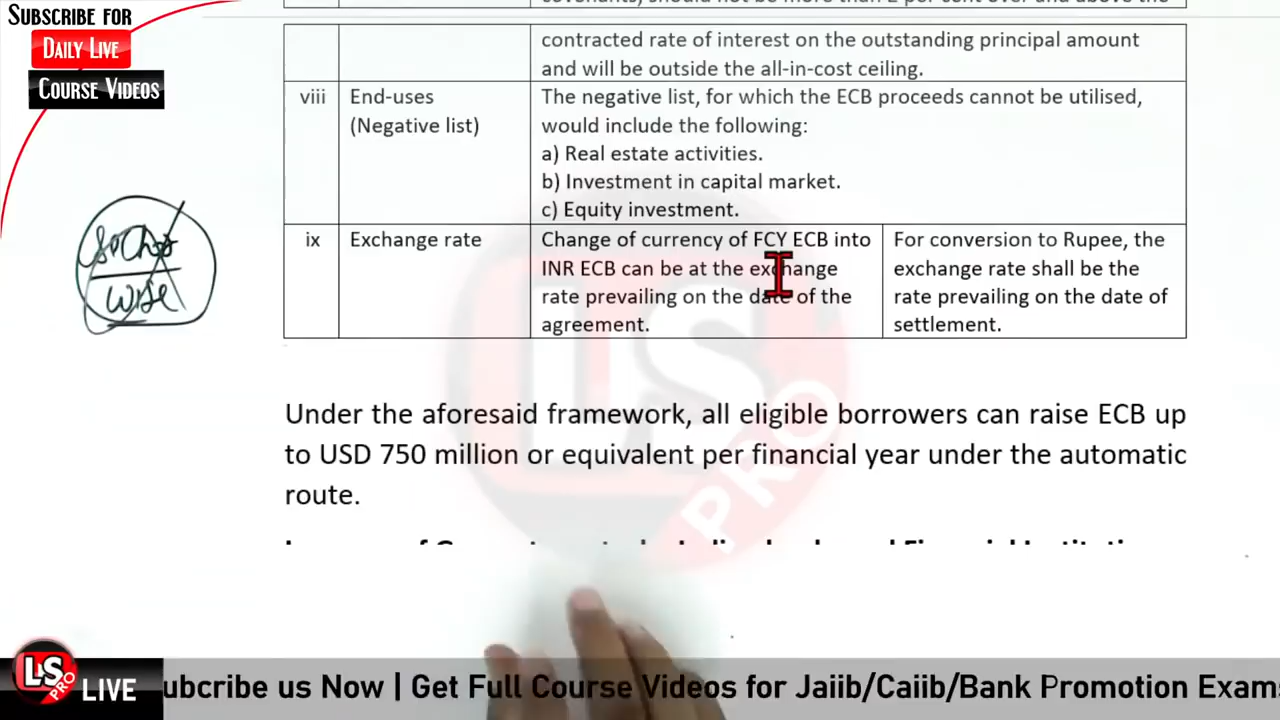 SUBSCRIBE FOR
DAILY LIVE
COURSE VIDEOS
contracted rate of interest on the outstanding principal amount
and will be outside the all-in-cost ceiling.
viii End-uses (Negative list)
The negative list, for which the ECB proceeds cannot be utilised,
would include the following:
a) Real estate activities.
b) Investment in capital market.
c) Equity investment.
ix Exchange rate
Change of currency of FCY ECB into
INR ECB can be at the exchange
rate prevailing on the date of the
agreement.
For conversion to Rupee, the
exchange rate shall be the
rate prevailing on the date of
settlement.
wise
Under the aforesaid framework, all eligible borrowers can raise ECB up
to USD 750 million or equivalent per financial year under the automatic
route.
LS PRO
LS PRO LIVE
ubcribe us Now | Get Full Course Videos for Jaiib/Caiib/Bank Promotion Exams